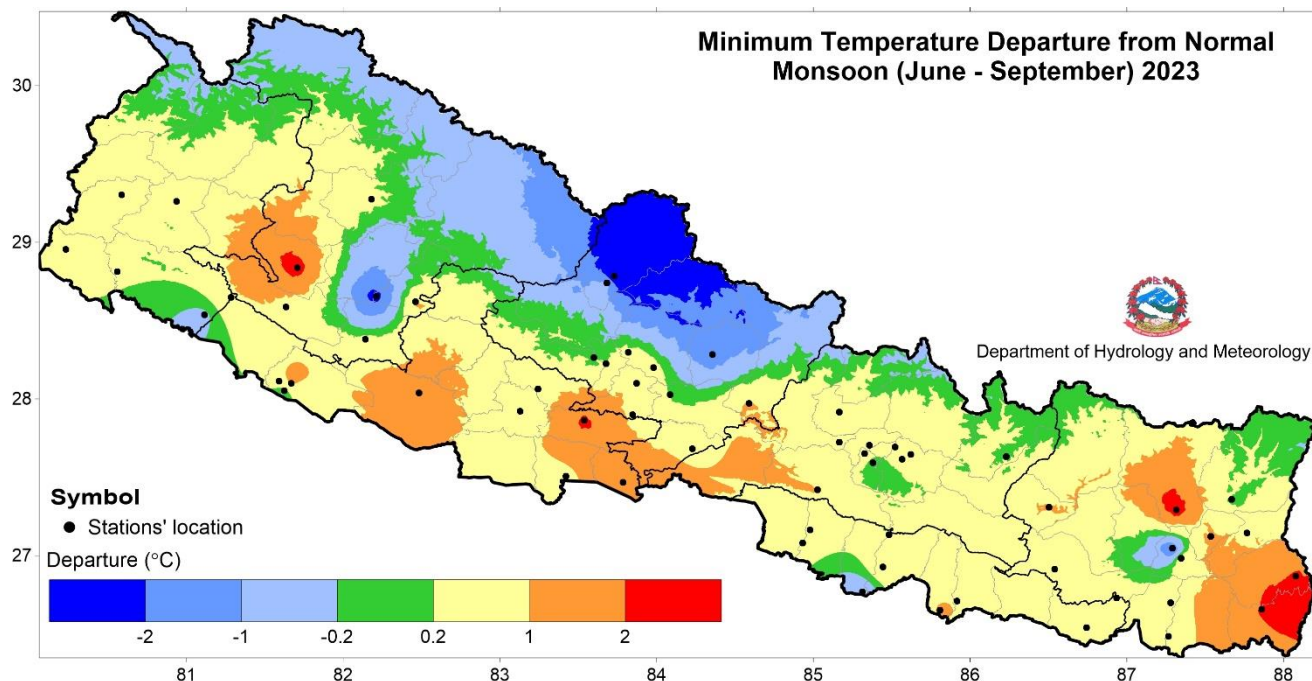 Minimum Temperature Departure from Normal
Monsoon (June - September) 2023
30
29
28
27
Department of Hydrology and Meteorology
Symbol
Stations' location
Departure (°C)
-2 -1 -0.2 0.2 1 2
81 82 83 84 85 86 87 88